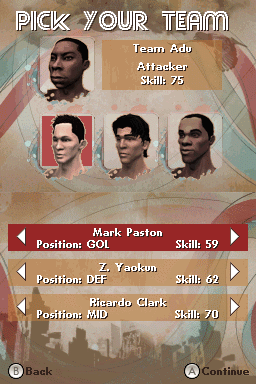 PICK YOUR TEAM
Team Adu
Attacker
Skill: 75
Mark Paston
Position: GOL Skill: 59
Z. Yaokun
Position: DEF Skill: 62
Ricardo Clark
Position: MID Skill: 70
B Back A Continue